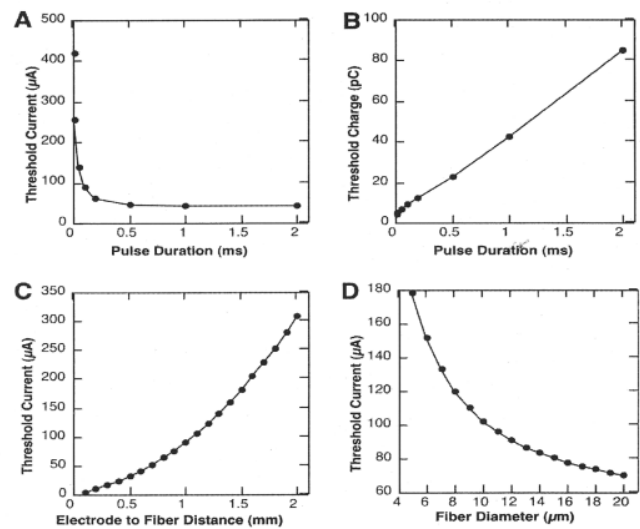 A
500
400
300
200
100
0
Threshold Current (µA)
0 0.5 1 1.5 2
Pulse Duration (ms)
B
100
80
60
40
20
0
Threshold Charge (pC)
0 0.5 1 1.5 2
Pulse Duration (ms)
C
350
300
250
200
150
100
50
0
Threshold Current (µA)
0 0.5 1 1.5 2
Electrode to Fiber Distance (mm)
D
180
160
140
120
100
80
60
Threshold Current (µA)
4 6 8 10 12 14 16 18 20
Fiber Diameter (µm)